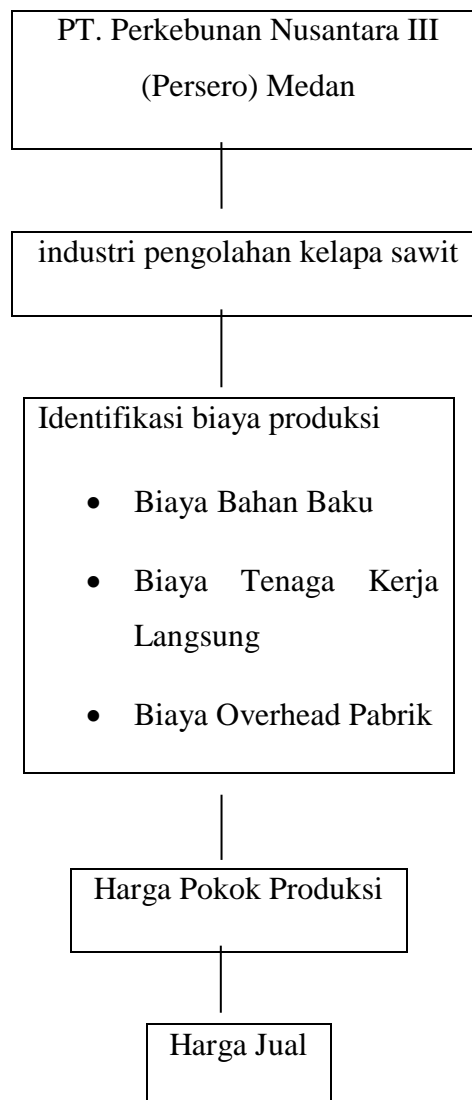 PT. Perkebunan Nusantara III
(Persero) Medan
industri pengolahan kelapa sawit
Identifikasi biaya produksi
• Biaya Bahan Baku
• Biaya Tenaga Kerja
Langsung
• Biaya Overhead Pabrik
Harga Pokok Produksi
Harga Jual